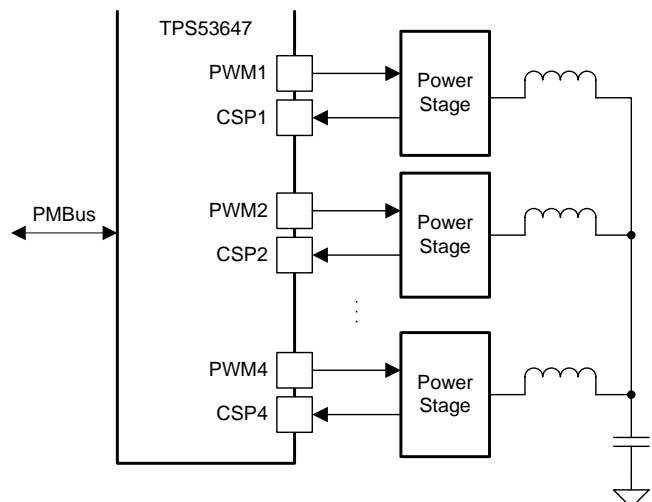 TPS53647
PWM1
CSP1
Power
Stage
PMBus
PWM2
CSP2
Power
Stage
PWM4
CSP4
Power
Stage